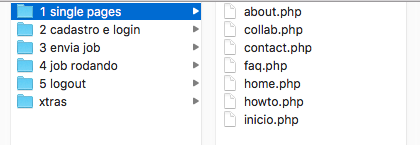 1 single pages
2 cadastro e login
3 envia job
4 job rodando
5 logout
xtras
about.php
collab.php
contact.php
faq.php
home.php
howto.php
inicio.php